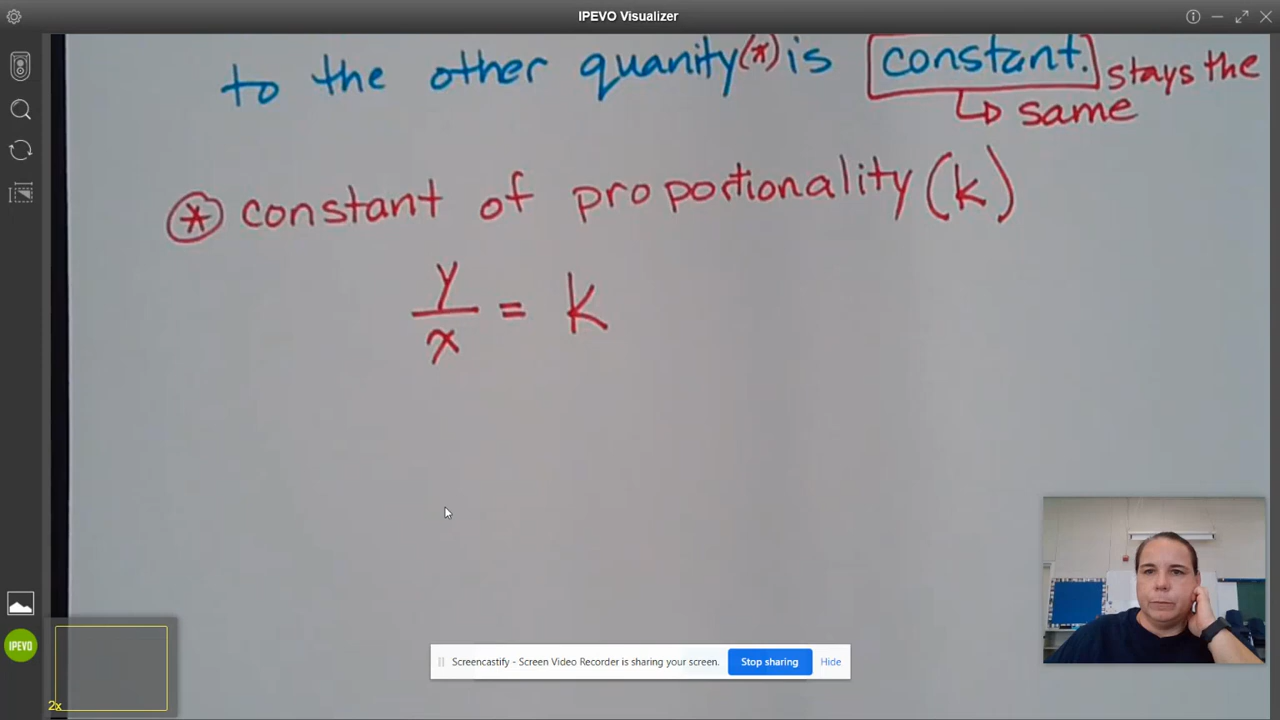 IPEVO Visualizer
to the other quanity(x) is constant. stays the
↳ same
* constant of proportionality (k)
y/x = k
IPEVO
Screencastify - Screen Video Recorder is sharing your screen. Stop sharing Hide
2x